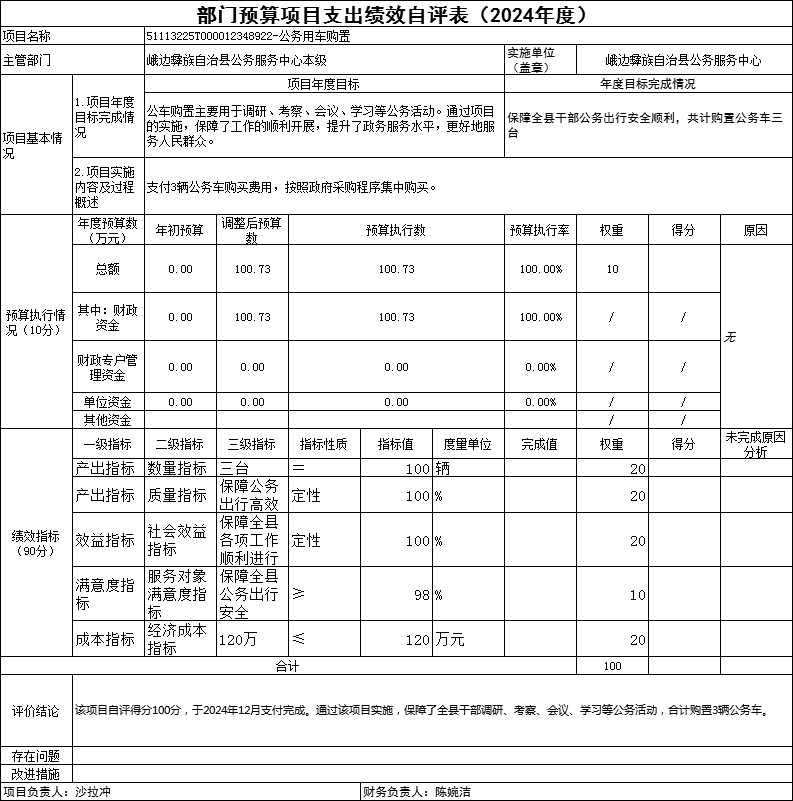 部门预算项目支出绩效自评表（2024年度）
项目名称 51113225T000012348922-公务用车购置
主管部门 峨边彝族自治县公务服务中心本级 实施单位（盖章） 峨边彝族自治县公务服务中心
项目基本情况 1.项目年度目标完成情况 项目年度目标 年度目标完成情况
公车购置主要用于调研、考察、会议、学习等公务活动。通过项目的实施，保障了工作的顺利开展，提升了政务服务水平，更好地服务人民群众。 保障全县干部公务出行安全顺利，共计购置公务车三台
2.项目实施内容及过程概述 支付3辆公务车购买费用，按照政府采购程序集中购买。
预算执行情况（10分） 年度预算数（万元） 年初预算 调整后预算数 预算执行数 预算执行率 权重 得分 原因
总额 0.00 100.73 100.73 100.00% 10
其中：财政资金 0.00 100.73 100.73 100.00% / / 无
财政专户管理资金 0.00 0.00 0.00 0.00% / /
单位资金 0.00 0.00 0.00 0.00% / /
其他资金 / /
绩效指标（90分） 一级指标 二级指标 三级指标 指标性质 指标值 度量单位 完成值 权重 得分 未完成原因分析
产出指标 数量指标 三台 ＝ 100 辆 20
产出指标 质量指标 保障公务出行高效 定性 100 % 20
效益指标 社会效益指标 保障全县各项工作顺利进行 定性 100 % 20
满意度指标 服务对象满意度指标 保障全县公务出行安全 ≥ 98 % 10
成本指标 经济成本指标 120万 ≤ 120 万元 20
合计 100
评价结论 该项目自评得分100分，于2024年12月支付完成。通过该项目实施，保障了全县干部调研、考察、会议、学习等公务活动，合计购置3辆公务车。
存在问题
改进措施
项目负责人：沙拉冲 财务负责人：陈婉洁